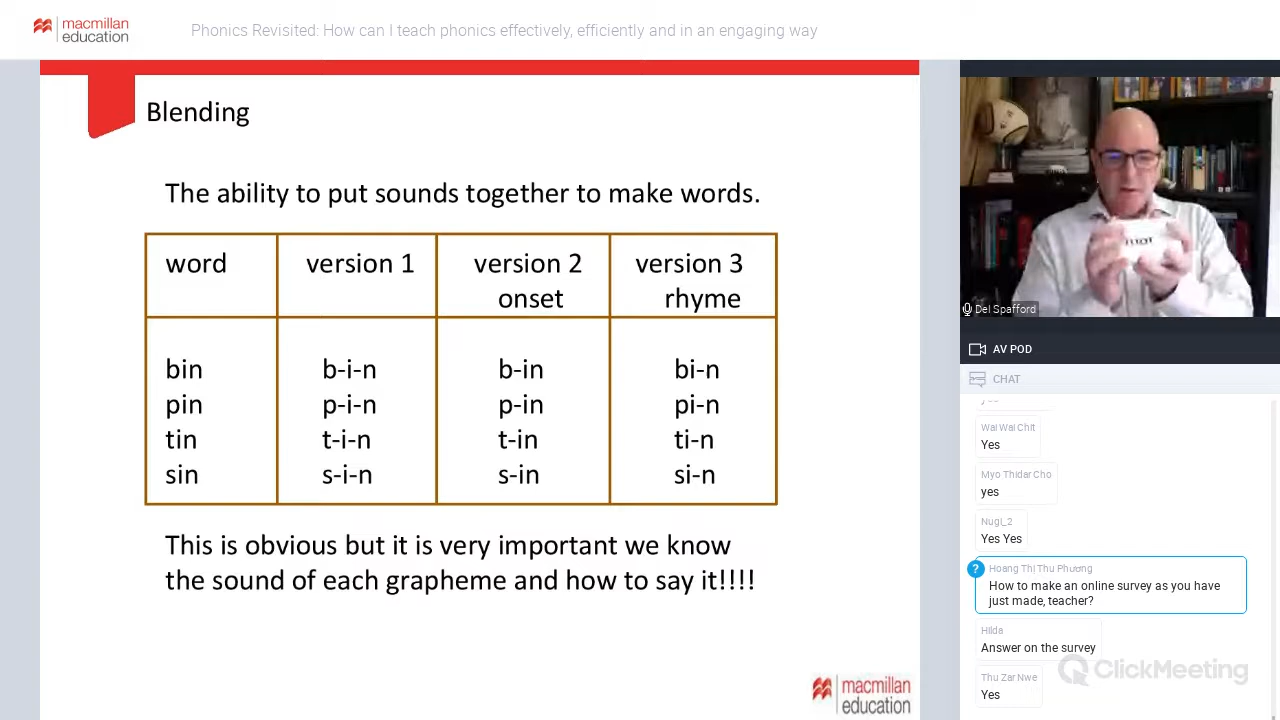 macmillan
education
Phonics Revisited: How can I teach phonics effectively, efficiently and in an engaging way
Blending
The ability to put sounds together to make words.
word version 1 version 2 version 3
onset rhyme
bin b-i-n b-in bi-n
pin p-i-n p-in pi-n
tin t-i-n t-in ti-n
sin s-i-n s-in si-n
This is obvious but it is very important we know
the sound of each grapheme and how to say it!!!!
macmillan
education
Del Spafford
AV POD
CHAT
Wai Wai Chit
Yes
Myo Thidar Cho
yes
Nugi_2
Yes Yes
?
Hoang Thi Thu Phương
How to make an online survey as you have
just made, teacher?
Hilda
Answer on the survey
ClickMeeting
Thu Zar Nwe
Yes